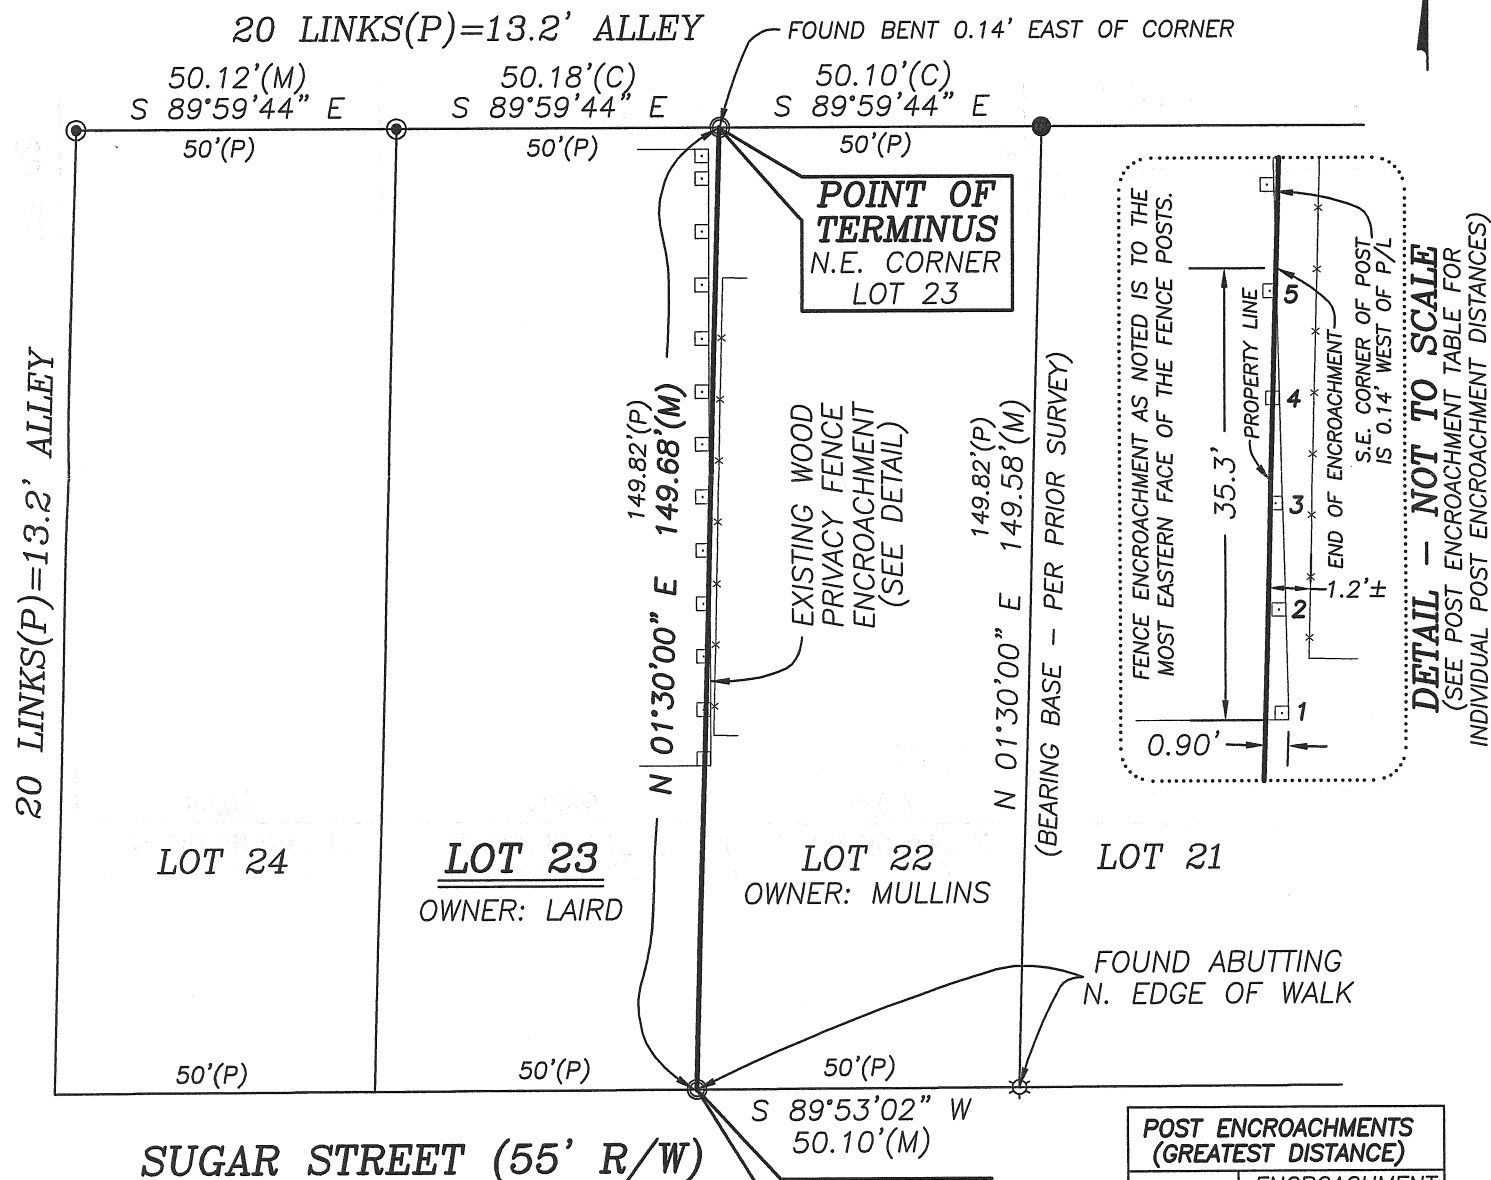 20 LINKS(P)=13.2' ALLEY
FOUND BENT 0.14' EAST OF CORNER
50.12'(M)
S 89°59'44" E
50'(P)
50.18'(C)
S 89°59'44" E
50'(P)
50.10'(C)
S 89°59'44" E
50'(P)
POINT OF
TERMINUS
N.E. CORNER
LOT 23
20 LINKS(P)=13.2' ALLEY
149.82'(P)
N 01°30'00" E 149.68'(M)
EXISTING WOOD
PRIVACY FENCE
ENCROACHMENT
(SEE DETAIL)
149.82'(P)
N 01°30'00" E 149.58'(M)
(BEARING BASE - PER PRIOR SURVEY)
FENCE ENCROACHMENT AS NOTED IS TO THE
MOST EASTERN FACE OF THE FENCE POSTS.
35.3'
PROPERTY LINE
END OF ENCROACHMENT
S.E. CORNER OF POST
IS 0.14' WEST OF P/L
5
4
3
2
1
1.2'±
0.90'
DETAIL - NOT TO SCALE
(SEE POST ENCROACHMENT TABLE FOR
INDIVIDUAL POST ENCROACHMENT DISTANCES)
LOT 24
LOT 23
OWNER: LAIRD
LOT 22
OWNER: MULLINS
LOT 21
FOUND ABUTTING
N. EDGE OF WALK
50'(P)
50'(P)
50'(P)
S 89°53'02" W
50.10'(M)
SUGAR STREET (55' R/W)
POST ENCROACHMENTS
(GREATEST DISTANCE)
ENCROACHMENT